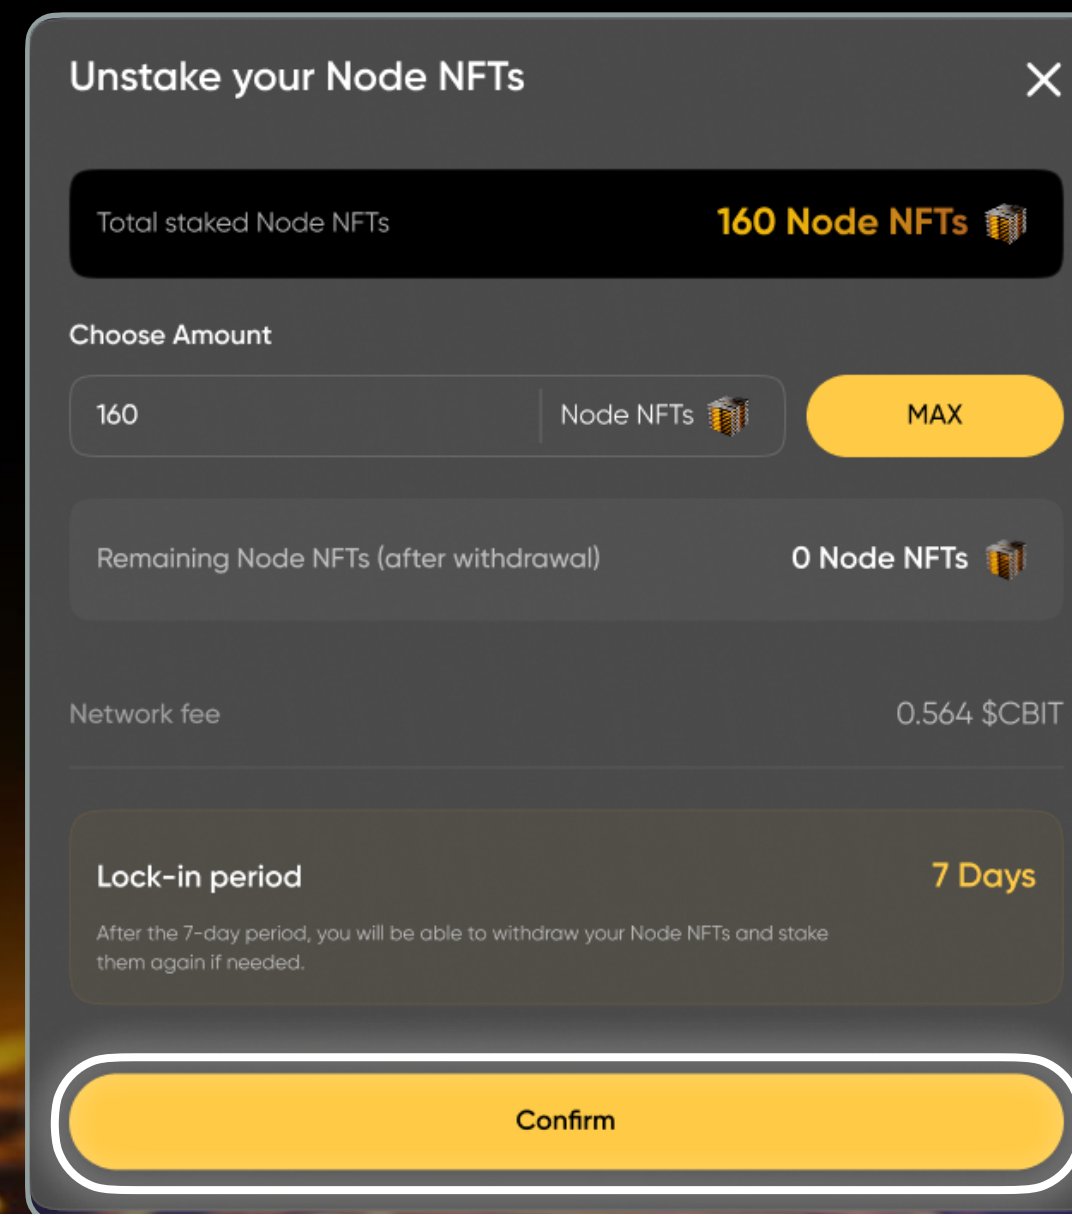 Unstake your Node NFTs
Total staked Node NFTs
160 Node NFTs
Choose Amount
160
Node NFTs
MAX
Remaining Node NFTs (after withdrawal)
0 Node NFTs
Network fee
0.564 $CBIT
Lock-in period
7 Days
After the 7-day period, you will be able to withdraw your Node NFTs and stake
them again if needed.
Confirm